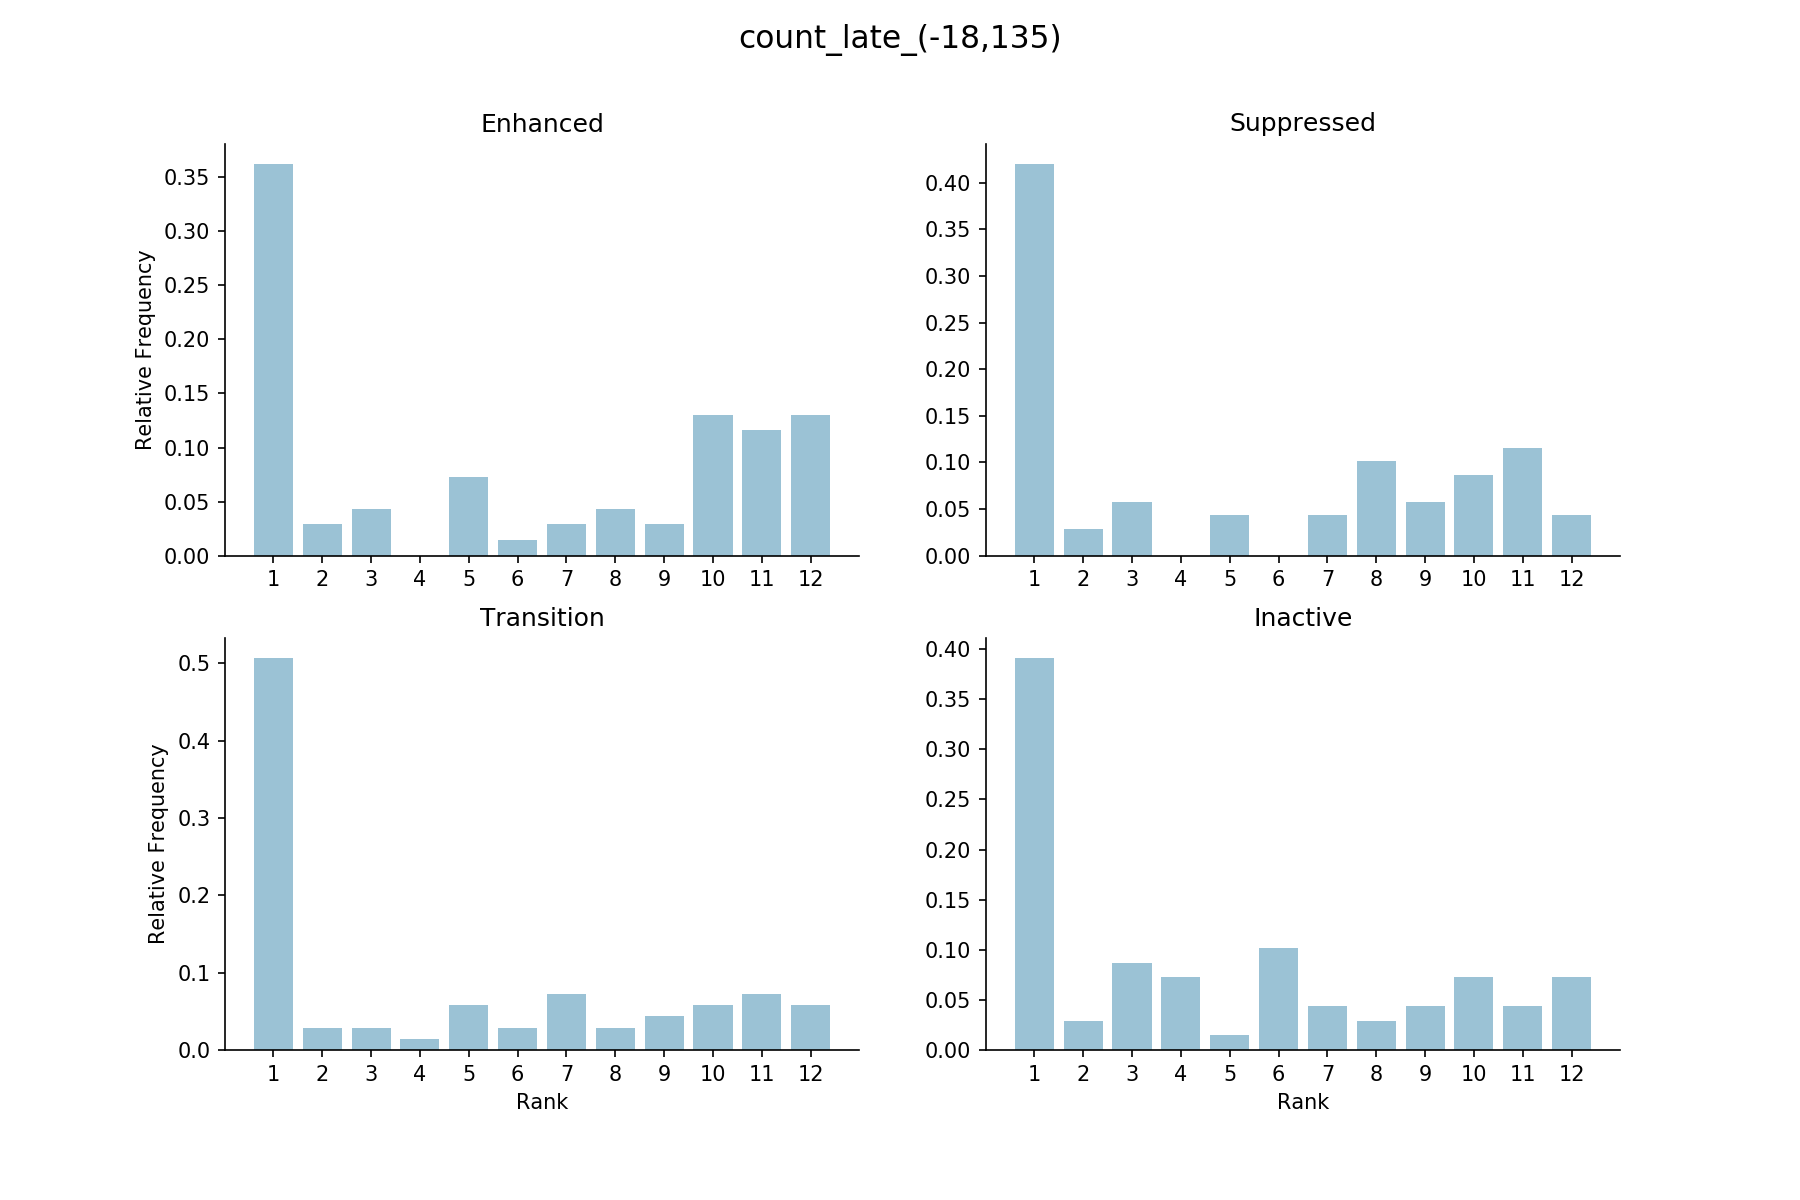 count_late_(-18,135)
Enhanced
Relative Frequency
0.35
0.30
0.25
0.20
0.15
0.10
0.05
0.00
1 2 3 4 5 6 7 8 9 10 11 12
Suppressed
0.40
0.35
0.30
0.25
0.20
0.15
0.10
0.05
0.00
1 2 3 4 5 6 7 8 9 10 11 12
Transition
Relative Frequency
0.5
0.4
0.3
0.2
0.1
0.0
1 2 3 4 5 6 7 8 9 10 11 12
Rank
Inactive
0.40
0.35
0.30
0.25
0.20
0.15
0.10
0.05
0.00
1 2 3 4 5 6 7 8 9 10 11 12
Rank